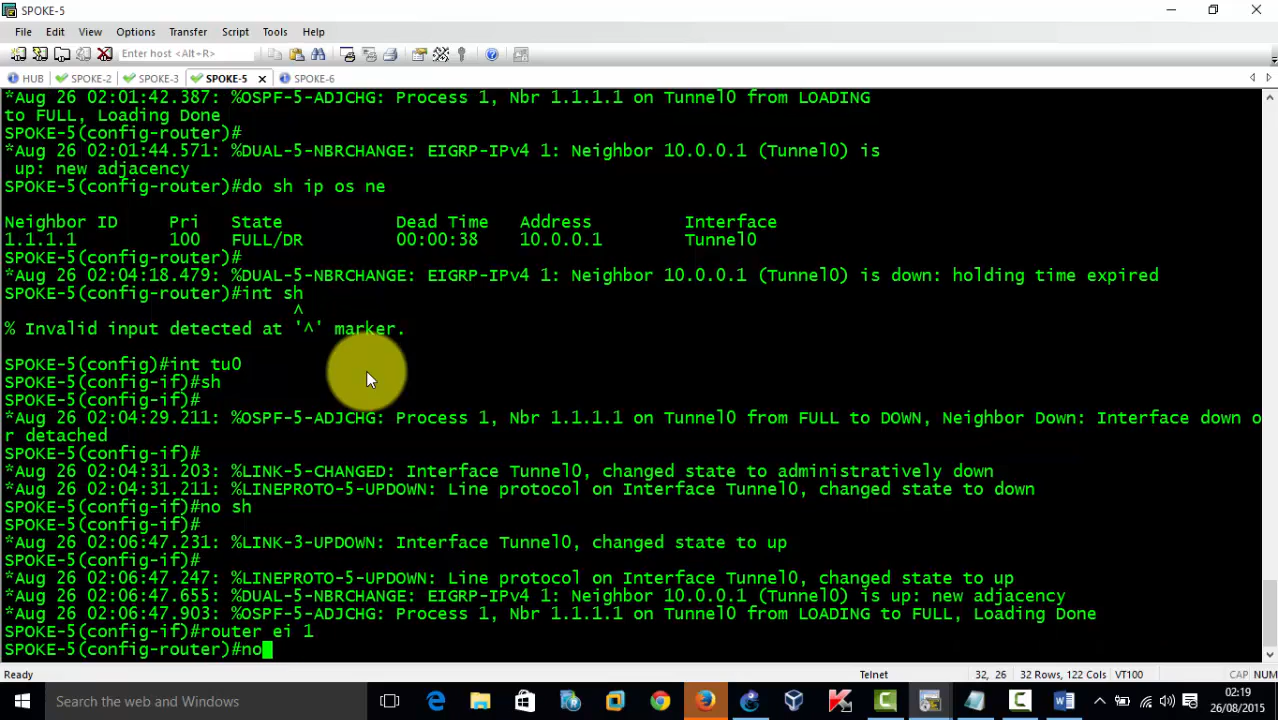 SPOKE-5
File Edit View Options Transfer Script Tools Help
Enter host <Alt+R>
HUB SPOKE-2 SPOKE-3 SPOKE-5 SPOKE-6
*Aug 26 02:01:42.387: %OSPF-5-ADJCHG: Process 1, Nbr 1.1.1.1 on Tunnel0 from LOADING
to FULL, Loading Done
SPOKE-5(config-router)#
*Aug 26 02:01:44.571: %DUAL-5-NBRCHANGE: EIGRP-IPv4 1: Neighbor 10.0.0.1 (Tunnel0) is
up: new adjacency
SPOKE-5(config-router)#do sh ip os ne
Neighbor ID Pri State Dead Time Address Interface
1.1.1.1 100 FULL/DR 00:00:38 10.0.0.1 Tunnel0
SPOKE-5(config-router)#
*Aug 26 02:04:18.479: %DUAL-5-NBRCHANGE: EIGRP-IPv4 1: Neighbor 10.0.0.1 (Tunnel0) is down: holding time expired
SPOKE-5(config-router)#int sh
^
% Invalid input detected at '^' marker.
SPOKE-5(config)#int tu0
SPOKE-5(config-if)#sh
SPOKE-5(config-if)#
*Aug 26 02:04:29.211: %OSPF-5-ADJCHG: Process 1, Nbr 1.1.1.1 on Tunnel0 from FULL to DOWN, Neighbor Down: Interface down o
r detached
SPOKE-5(config-if)#
*Aug 26 02:04:31.203: %LINK-5-CHANGED: Interface Tunnel0, changed state to administratively down
*Aug 26 02:04:31.211: %LINEPROTO-5-UPDOWN: Line protocol on Interface Tunnel0, changed state to down
SPOKE-5(config-if)#no sh
SPOKE-5(config-if)#
*Aug 26 02:06:47.231: %LINK-3-UPDOWN: Interface Tunnel0, changed state to up
SPOKE-5(config-if)#
*Aug 26 02:06:47.247: %LINEPROTO-5-UPDOWN: Line protocol on Interface Tunnel0, changed state to up
*Aug 26 02:06:47.655: %DUAL-5-NBRCHANGE: EIGRP-IPv4 1: Neighbor 10.0.0.1 (Tunnel0) is up: new adjacency
*Aug 26 02:06:47.903: %OSPF-5-ADJCHG: Process 1, Nbr 1.1.1.1 on Tunnel0 from LOADING to FULL, Loading Done
SPOKE-5(config-if)#router ei 1
SPOKE-5(config-router)#no
Ready Telnet 32, 26 32 Rows, 122 Cols VT100 CAP NUM
Search the web and Windows
02:19
26/08/2015